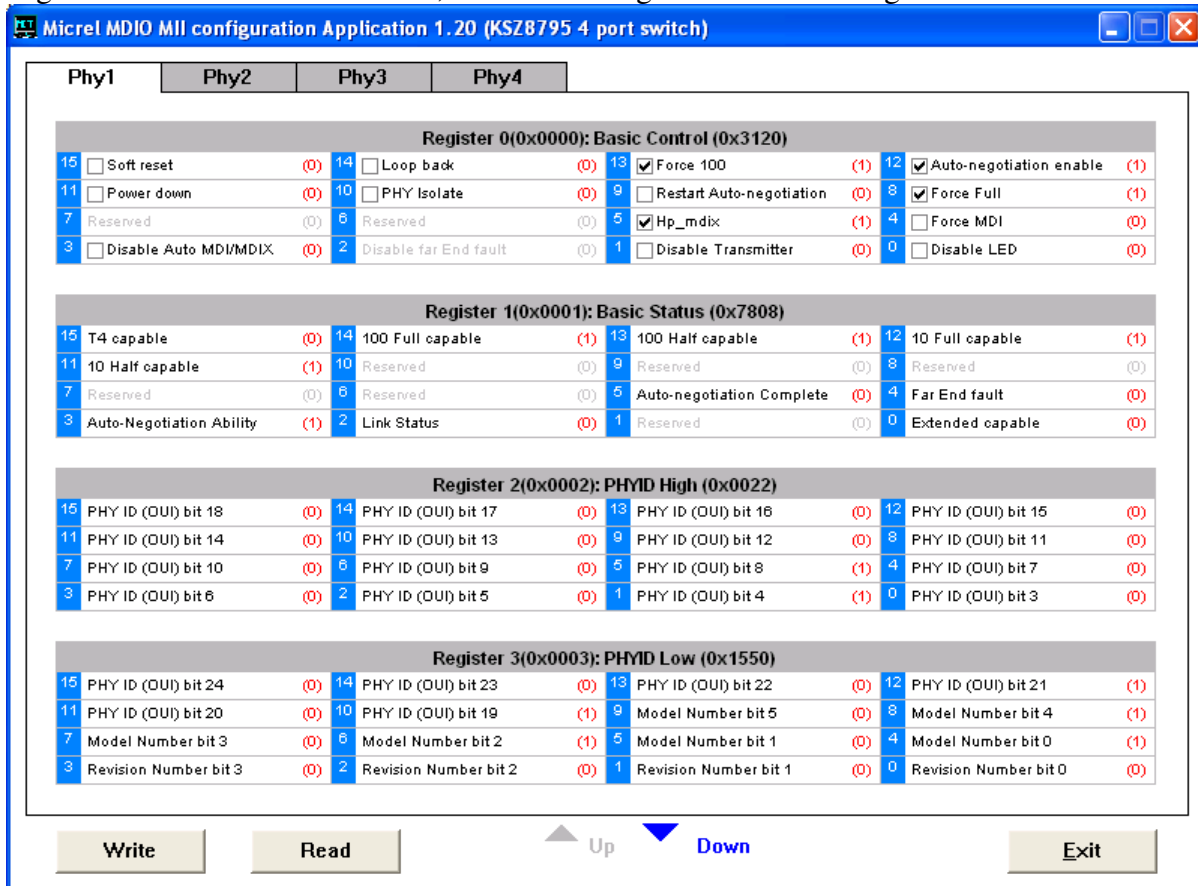 Micrel MDIO MII configuration Application 1.20 (KSZ8795 4 port switch)
Phy1 Phy2 Phy3 Phy4
Register 0(0x0000): Basic Control (0x3120)
15 Soft reset (0) 14 Loop back (0) 13 Force 100 (1) 12 Auto-negotiation enable (1)
11 Power down (0) 10 PHY Isolate (0) 9 Restart Auto-negotiation (0) 8 Force Full (1)
7 Reserved (0) 6 Reserved (0) 5 Hp_mdix (1) 4 Force MDI (0)
3 Disable Auto MDI/MDIX (0) 2 Disable far End fault (0) 1 Disable Transmitter (0) 0 Disable LED (0)
Register 1(0x0001): Basic Status (0x7808)
15 T4 capable (0) 14 100 Full capable (1) 13 100 Half capable (1) 12 10 Full capable (1)
11 10 Half capable (1) 10 Reserved (0) 9 Reserved (0) 8 Reserved (0)
7 Reserved (0) 6 Reserved (0) 5 Auto-negotiation Complete (0) 4 Far End fault (0)
3 Auto-Negotiation Ability (1) 2 Link Status (0) 1 Reserved (0) 0 Extended capable (0)
Register 2(0x0002): PHYID High (0x0022)
15 PHY ID (OUI) bit 18 (0) 14 PHY ID (OUI) bit 17 (0) 13 PHY ID (OUI) bit 16 (0) 12 PHY ID (OUI) bit 15 (0)
11 PHY ID (OUI) bit 14 (0) 10 PHY ID (OUI) bit 13 (0) 9 PHY ID (OUI) bit 12 (0) 8 PHY ID (OUI) bit 11 (0)
7 PHY ID (OUI) bit 10 (0) 6 PHY ID (OUI) bit 9 (0) 5 PHY ID (OUI) bit 8 (1) 4 PHY ID (OUI) bit 7 (0)
3 PHY ID (OUI) bit 6 (0) 2 PHY ID (OUI) bit 5 (0) 1 PHY ID (OUI) bit 4 (1) 0 PHY ID (OUI) bit 3 (0)
Register 3(0x0003): PHYID Low (0x1550)
15 PHY ID (OUI) bit 24 (0) 14 PHY ID (OUI) bit 23 (0) 13 PHY ID (OUI) bit 22 (0) 12 PHY ID (OUI) bit 21 (1)
11 PHY ID (OUI) bit 20 (0) 10 PHY ID (OUI) bit 19 (1) 9 Model Number bit 5 (0) 8 Model Number bit 4 (1)
7 Model Number bit 3 (0) 6 Model Number bit 2 (1) 5 Model Number bit 1 (0) 4 Model Number bit 0 (1)
3 Revision Number bit 3 (0) 2 Revision Number bit 2 (0) 1 Revision Number bit 1 (0) 0 Revision Number bit 0 (0)
Write Read Up Down Exit